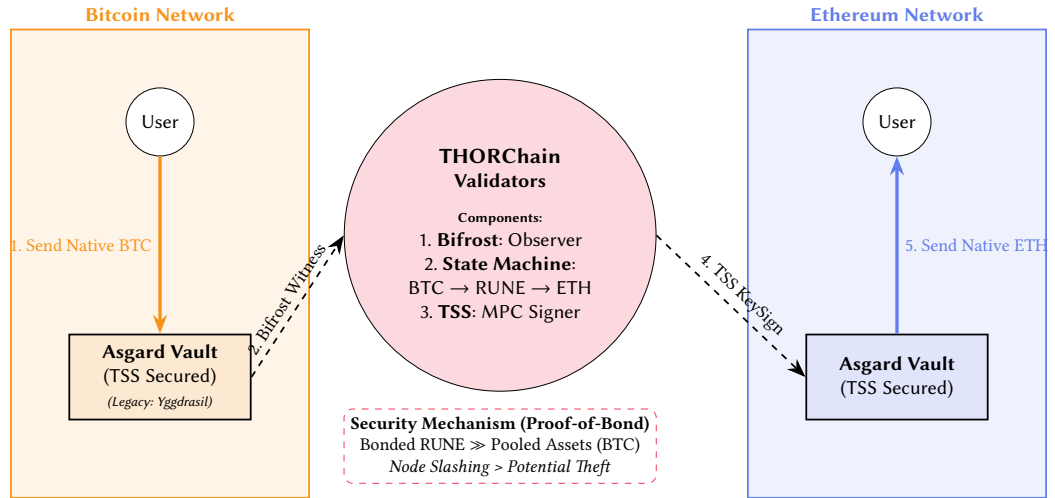 Bitcoin Network
User
1. Send Native BTC
Asgard Vault
(TSS Secured)
(Legacy: Yggdrasil)
2. Bifrost Witness
THORChain
Validators
Components:
1. Bifrost: Observer
2. State Machine:
BTC → RUNE → ETH
3. TSS: MPC Signer
Security Mechanism (Proof-of-Bond)
Bonded RUNE ≫ Pooled Assets (BTC)
Node Slashing > Potential Theft
4. TSS KeySign
Ethereum Network
User
5. Send Native ETH
Asgard Vault
(TSS Secured)